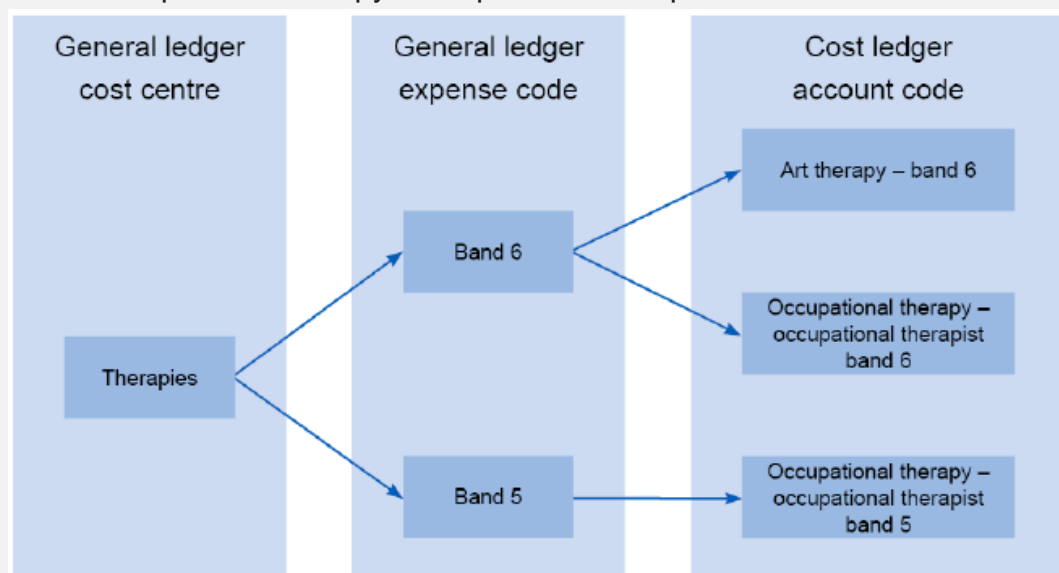 General ledger
cost centre
General ledger
expense code
Cost ledger
account code
Art therapy – band 6
Band 6
Occupational therapy –
occupational therapist
band 6
Therapies
Band 5
Occupational therapy –
occupational therapist
band 5